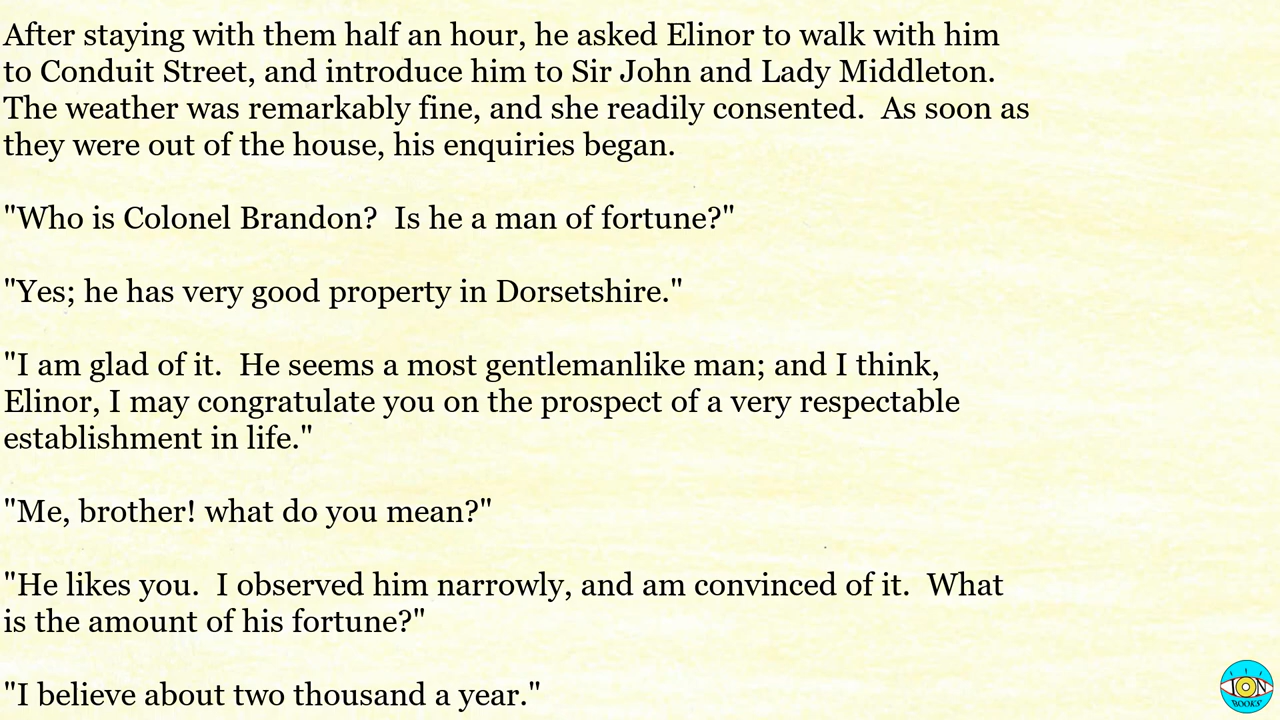 After staying with them half an hour, he asked Elinor to walk with him
to Conduit Street, and introduce him to Sir John and Lady Middleton.
The weather was remarkably fine, and she readily consented.  As soon as
they were out of the house, his enquiries began.

"Who is Colonel Brandon?  Is he a man of fortune?"

"Yes; he has very good property in Dorsetshire."

"I am glad of it.  He seems a most gentlemanlike man; and I think,
Elinor, I may congratulate you on the prospect of a very respectable
establishment in life."

"Me, brother! what do you mean?"

"He likes you.  I observed him narrowly, and am convinced of it.  What
is the amount of his fortune?"

"I believe about two thousand a year."
ION
BOOKS